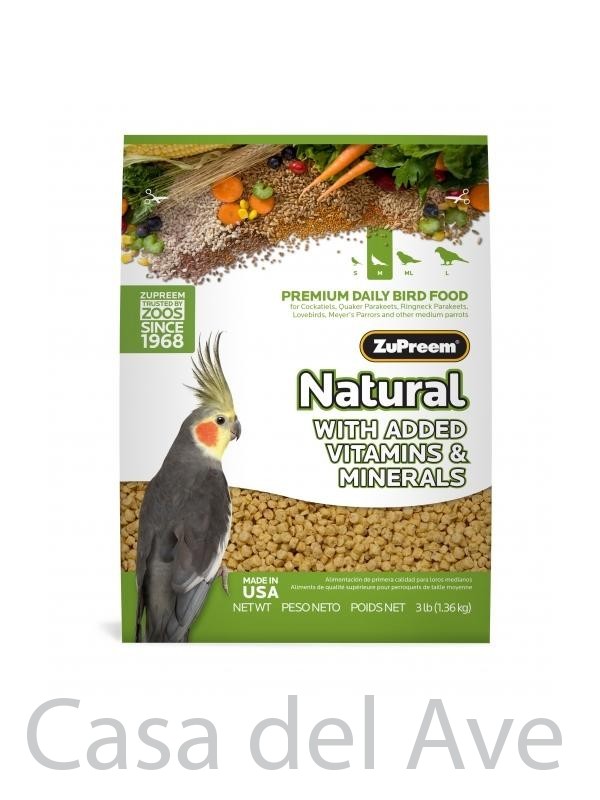 S M ML L
PREMIUM DAILY BIRD FOOD
for Cockatiels, Quaker Parakeets, Ringneck Parakeets,
Lovebirds, Meyer's Parrors and other medium parrots
ZUPREEM
TRUSTED BY
ZOOS
SINCE
1968
ZuPreem®
Natural
WITH ADDED
VITAMINS &
MINERALS
MADE IN
USA
Alimentación de primera calidad para loros medianos
Aliments de qualité supérieure pour perroquets de taille moyenne
NET WT PESO NETO POIDS NET 3 lb (1.36 kg)
Casa del Ave